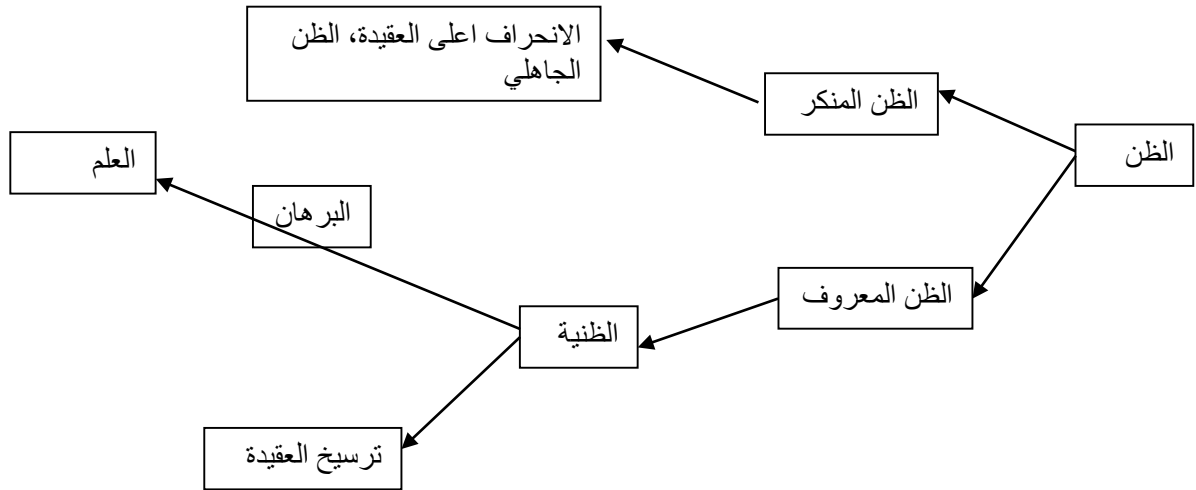 الانحراف اعلى العقيدة، الظن
الجاهلي
الظن المنكر
الظن
العلم
البرهان
الظن المعروف
الظنية
ترسيخ العقيدة